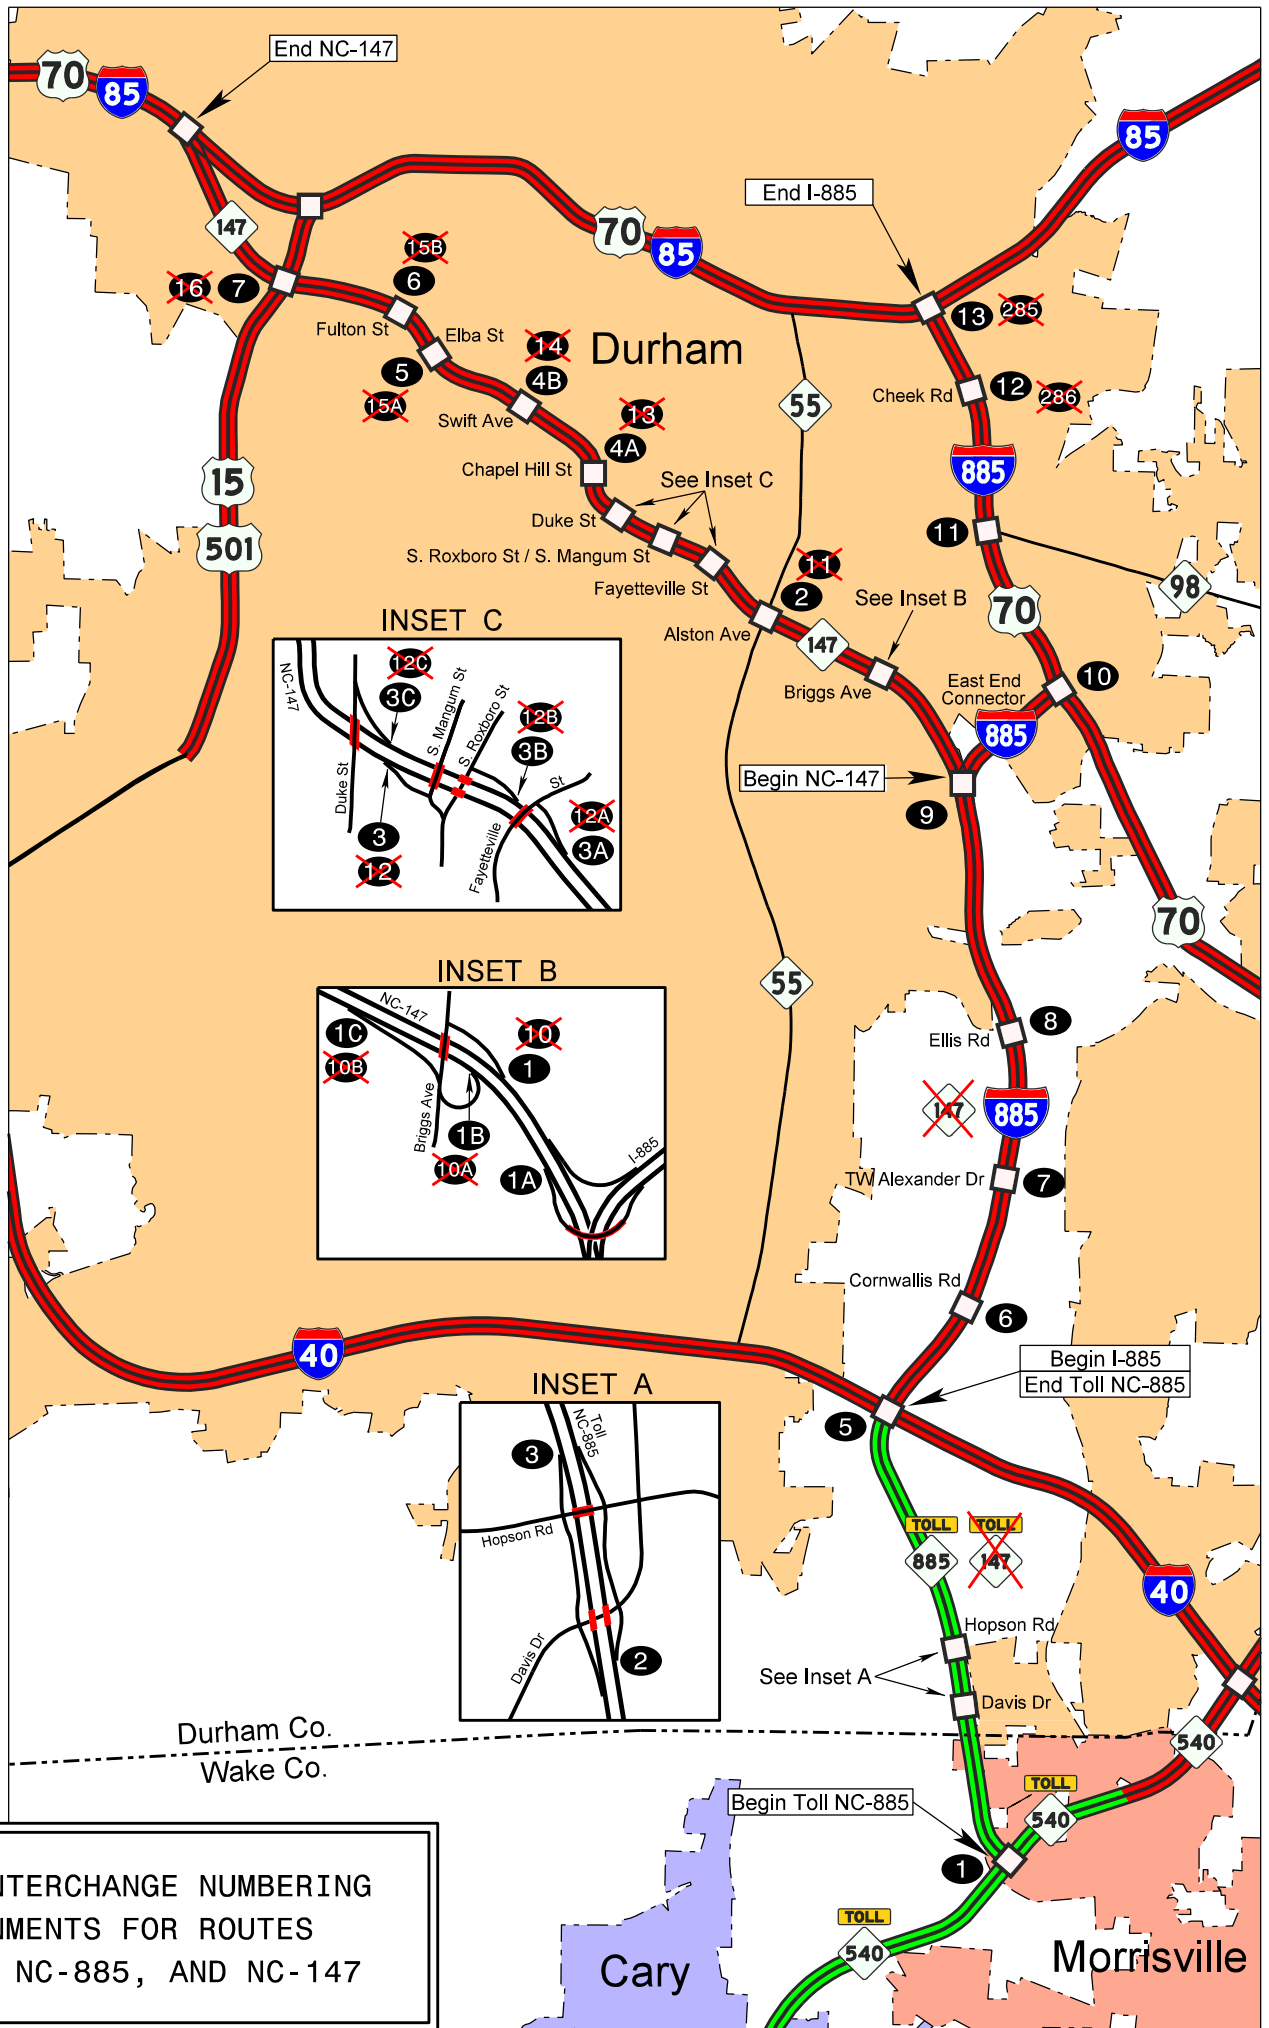 End NC-147
70
85
85
End I-885
147
70
85
15B
16
7
6
Fulton St
Elba St
5
15A
14
4B
Swift Ave
Durham
13
285
12
286
Cheek Rd
55
13
4A
Chapel Hill St
885
15
501
See Inset C
Duke St
11
S. Roxboro St / S. Mangum St
Fayetteville St
11
2
98
See Inset B
70
Alston Ave
147
Briggs Ave
East End
Connector
10
885
Begin NC-147
9
70
INSET C
NC-147
12C
3C
S. Mangum St
S. Roxboro St
12B
3B
St
Duke St
3
12
Fayetteville
12A
3A
INSET B
NC-147
1C
10B
10
1
Briggs Ave
1B
10A
1A
I-885
55
Ellis Rd
8
147
885
TW Alexander Dr
7
Cornwallis Rd
6
40
Begin I-885
End Toll NC-885
5
INSET A
Toll
NC-885
3
Hopson Rd
Davis Dr
2
TOLL
885
TOLL
147
40
Hopson Rd
See Inset A
Davis Dr
Durham Co.
Wake Co.
540
TOLL
540
Begin Toll NC-885
1
TOLL
540
Cary
Morrisville
NTERCHANGE NUMBERING
NMENTS FOR ROUTES
NC-885, AND NC-147